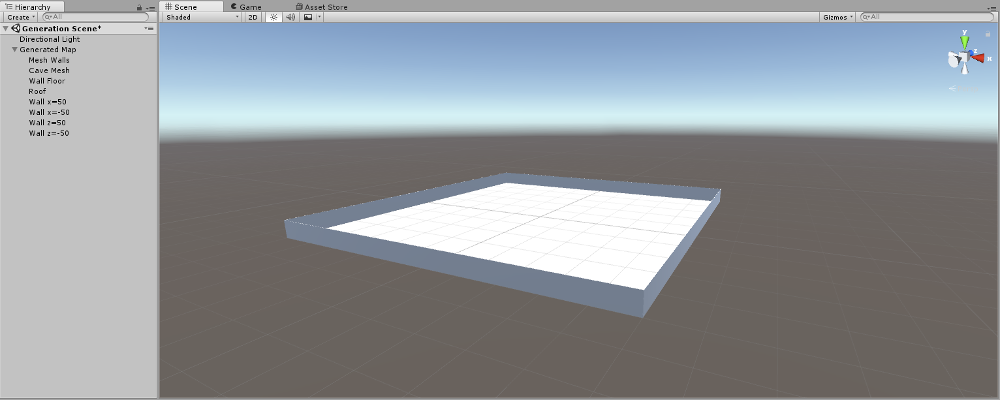 Hierarchy
Create All
Generation Scene*
Directional Light
Generated Map
Mesh Walls
Cave Mesh
Wall Floor
Roof
Wall x=50
Wall x=-50
Wall z=50
Wall z=-50
Scene Game Asset Store
Shaded 2D Gizmos All
y
z
x